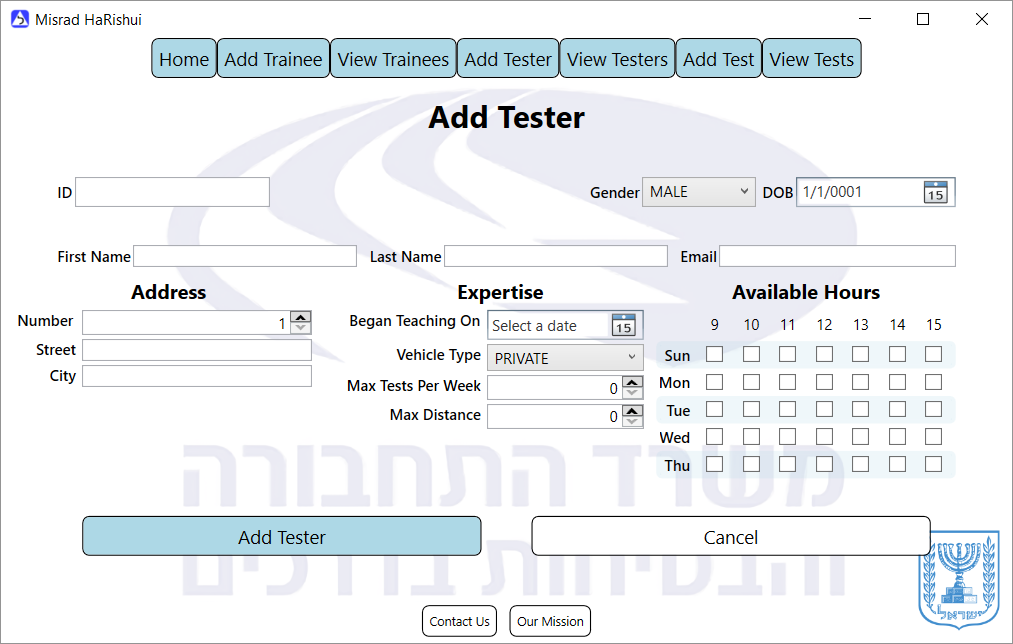 Misrad HaRishui
Home Add Trainee View Trainees Add Tester View Testers Add Test View Tests
Add Tester
ID Gender MALE DOB 1/1/0001 15
First Name Last Name Email
Address Expertise Available Hours
Number 1 Began Teaching On Select a date 15 9 10 11 12 13 14 15
Street Vehicle Type PRIVATE Sun
City Max Tests Per Week 0 Mon
Max Distance 0 Tue
Wed
Thu
משרד התחבורה
והבטיחות בדרכים
Add Tester Cancel
ישראל
Contact Us Our Mission